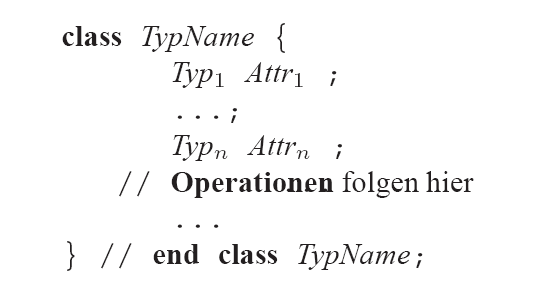 class TypName {
Typ₁ Attr₁ ;
...;
Typₙ Attrₙ ;
// Operationen folgen hier
...
} // end class TypName;